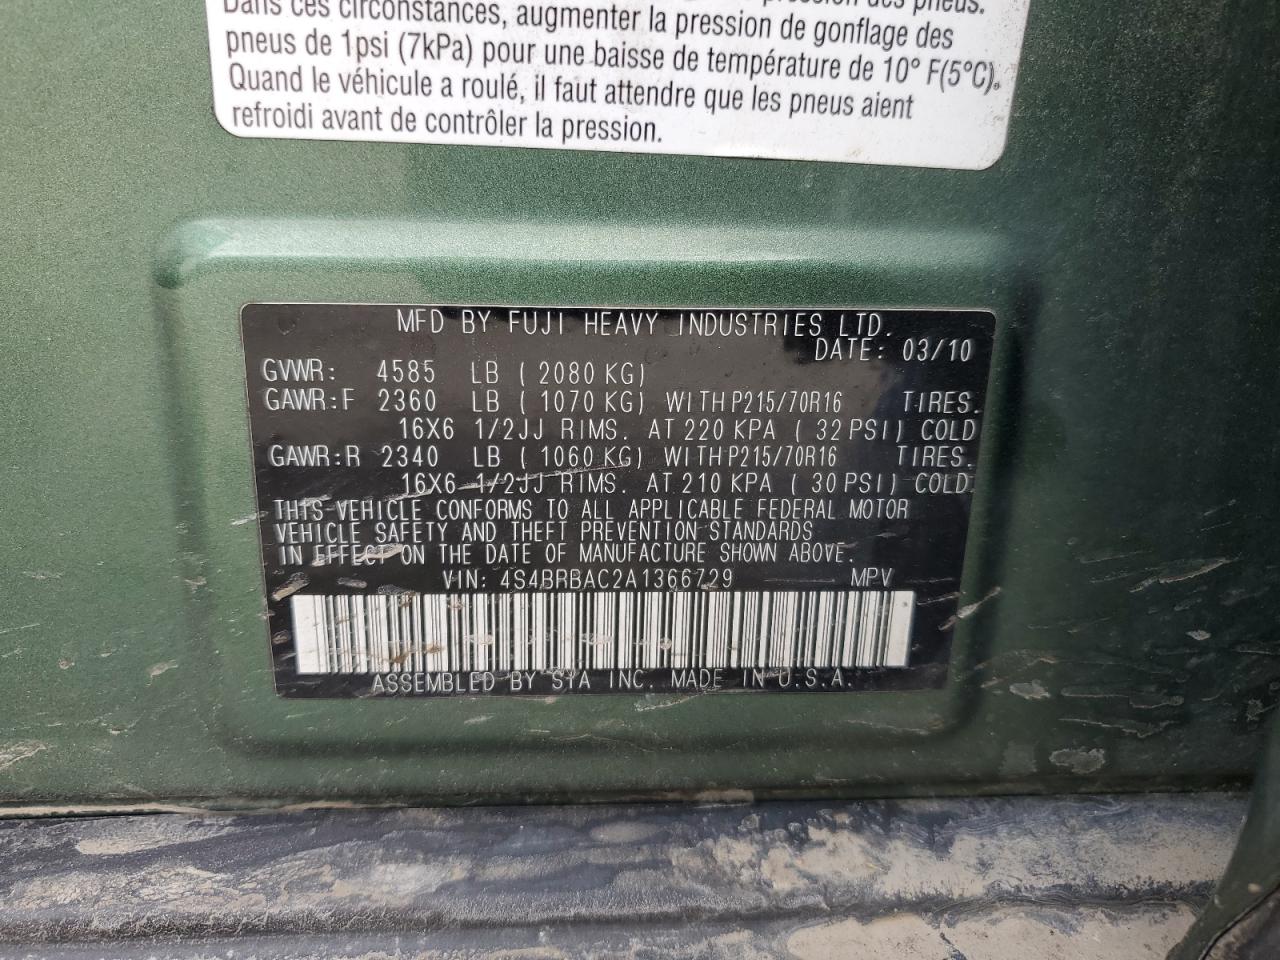 Dans ces circonstances, augmenter la pression de gonflage des
pneus de 1psi (7kPa) pour une baisse de température de 10° F(5°C).
Quand le véhicule a roulé, il faut attendre que les pneus aient
refroidi avant de contrôler la pression.
MFD BY FUJI HEAVY INDUSTRIES LTD.
DATE: 03/10
GVWR: 4585 LB ( 2080 KG)
GAWR:F 2360 LB ( 1070 KG) WITH P215/70R16 TIRES.
16X6 1/2JJ RIMS. AT 220 KPA ( 32 PSI) COLD
GAWR:R 2340 LB ( 1060 KG) WITH P215/70R16 TIRES.
16X6 1/2JJ RIMS. AT 210 KPA ( 30 PSI) COLD
THIS VEHICLE CONFORMS TO ALL APPLICABLE FEDERAL MOTOR
VEHICLE SAFETY AND THEFT PREVENTION STANDARDS
IN EFFECT ON THE DATE OF MANUFACTURE SHOWN ABOVE.
VIN: 4S4BRBAC2A1366729 MPV
ASSEMBLED BY SIA INC. MADE IN U.S.A.